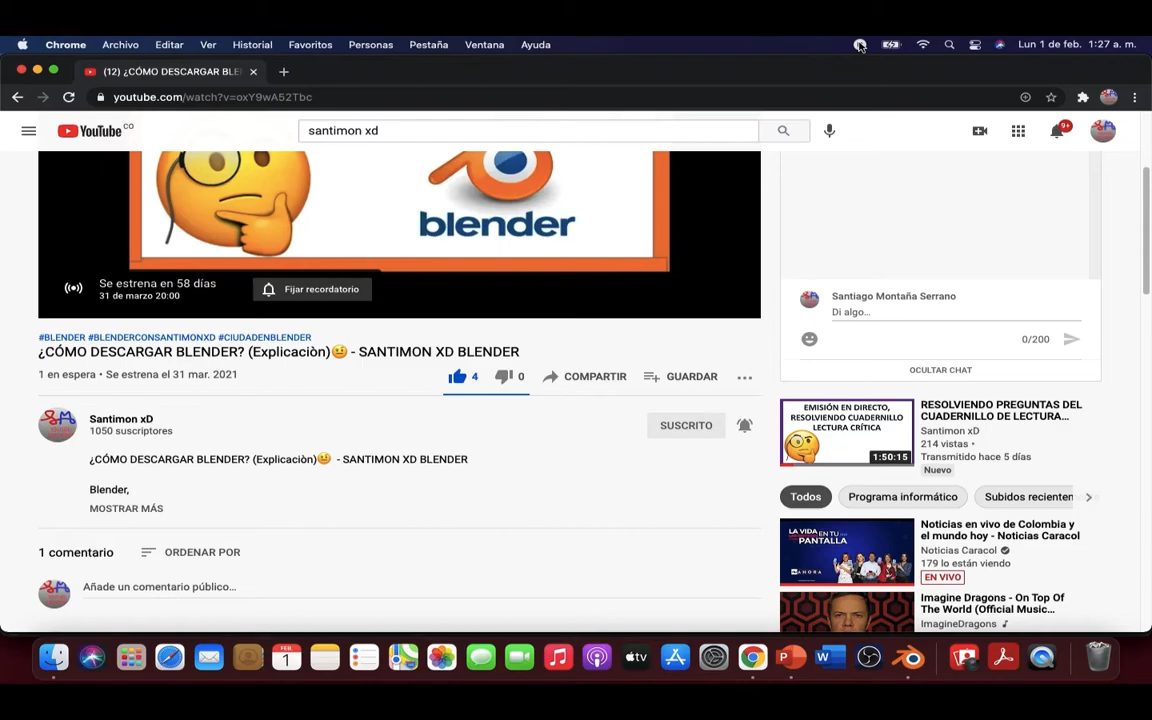 Chrome Archivo Editar Ver Historial Favoritos Personas Pestaña Ventana Ayuda Lun 1 de feb. 1:27 a. m.
(12) ¿CÓMO DESCARGAR BLE
youtube.com/watch?v=oxY9wA52Tbc
YouTube CO
santimon xd
9+
blender
Se estrena en 58 días
31 de marzo 20:00
Fijar recordatorio
#BLENDER #BLENDERCONSANTIMONXD #CIUDADENBLENDER
¿CÓMO DESCARGAR BLENDER? (Explicaciòn)🤨 - SANTIMON XD BLENDER
1 en espera • Se estrena el 31 mar. 2021
4 0 COMPARTIR GUARDAR
Santimon xD
1050 suscriptores
SUSCRITO
¿CÓMO DESCARGAR BLENDER? (Explicaciòn)🤨 - SANTIMON XD BLENDER
Blender,
MOSTRAR MÁS
1 comentario ORDENAR POR
Añade un comentario público...
Santiago Montaña Serrano
Di algo...
0/200
OCULTAR CHAT
EMISIÓN EN DIRECTO,
RESOLVIENDO CUADERNILLO
LECTURA CRÍTICA
1:50:15
RESOLVIENDO PREGUNTAS DEL
CUADERNILLO DE LECTURA...
Santimon xD
214 vistas •
Transmitido hace 5 días
Nuevo
Todos Programa informático Subidos recienten
LA VIDA
EN TU
PANTALLA
AHORA
Noticias en vivo de Colombia y
el mundo hoy - Noticias Caracol
Noticias Caracol
179 lo están viendo
EN VIVO
Imagine Dragons - On Top Of
The World (Official Music...
ImagineDragons
FEB.
1
tv
P
W